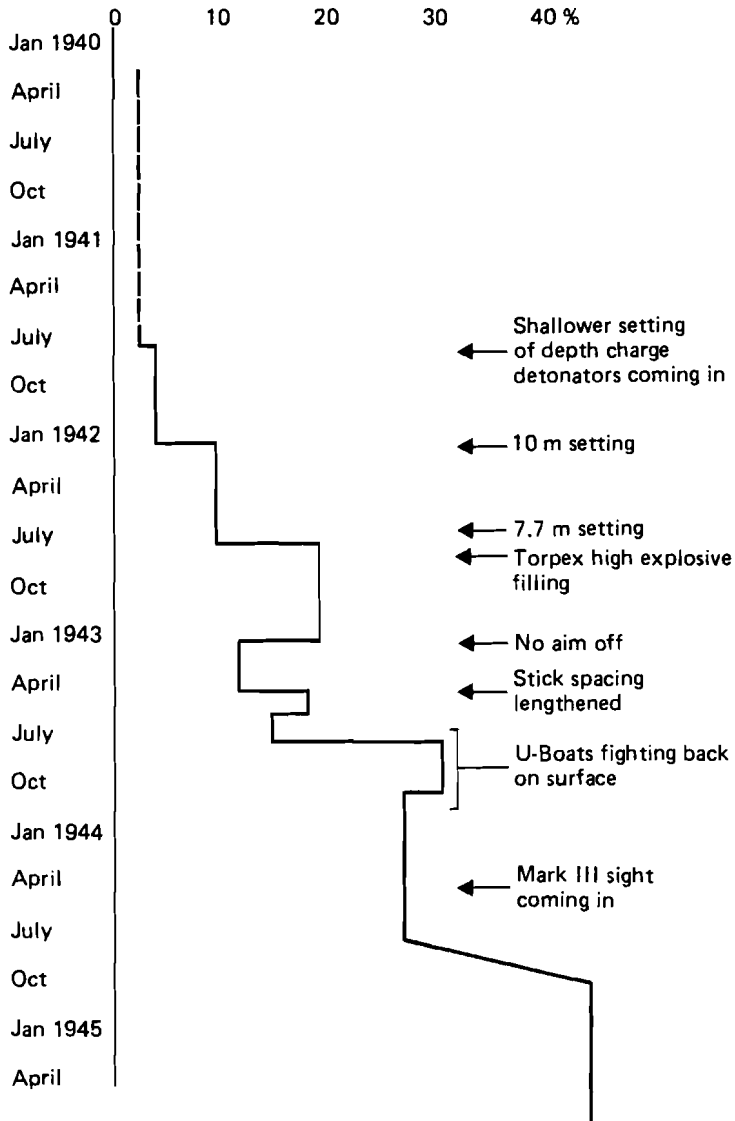 0 10 20 30 40 %
Jan 1940
April
July
Oct
Jan 1941
April
July
Shallower setting
of depth charge
detonators coming in
Oct
Jan 1942
10 m setting
April
July
7.7 m setting
Torpex high explosive
filling
Oct
Jan 1943
No aim off
April
Stick spacing
lengthened
July
U-Boats fighting back
on surface
Oct
Jan 1944
April
Mark III sight
coming in
July
Oct
Jan 1945
April